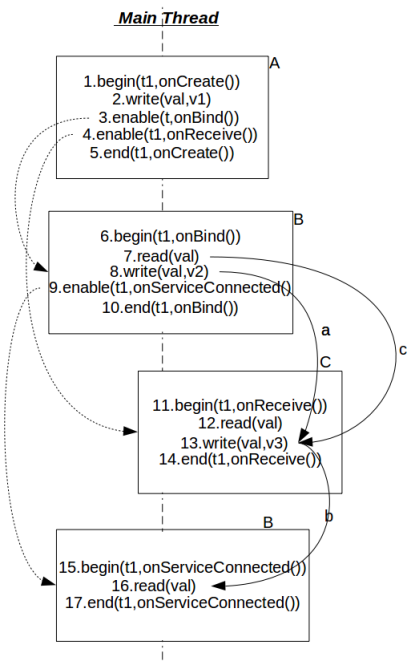 Main Thread
A
1.begin(t1,onCreate())
2.write(val,v1)
3.enable(t,onBind())
4.enable(t1,onReceive())
5.end(t1,onCreate())
B
6.begin(t1,onBind())
7.read(val)
8.write(val,v2)
9.enable(t1,onServiceConnected()
10.end(t1,onBind())
a
c
C
11.begin(t1,onReceive())
12.read(val)
13.write(val,v3)
14.end(t1,onReceive())
b
B
15.begin(t1,onServiceConnected())
16.read(val)
17.end(t1,onServiceConnected())